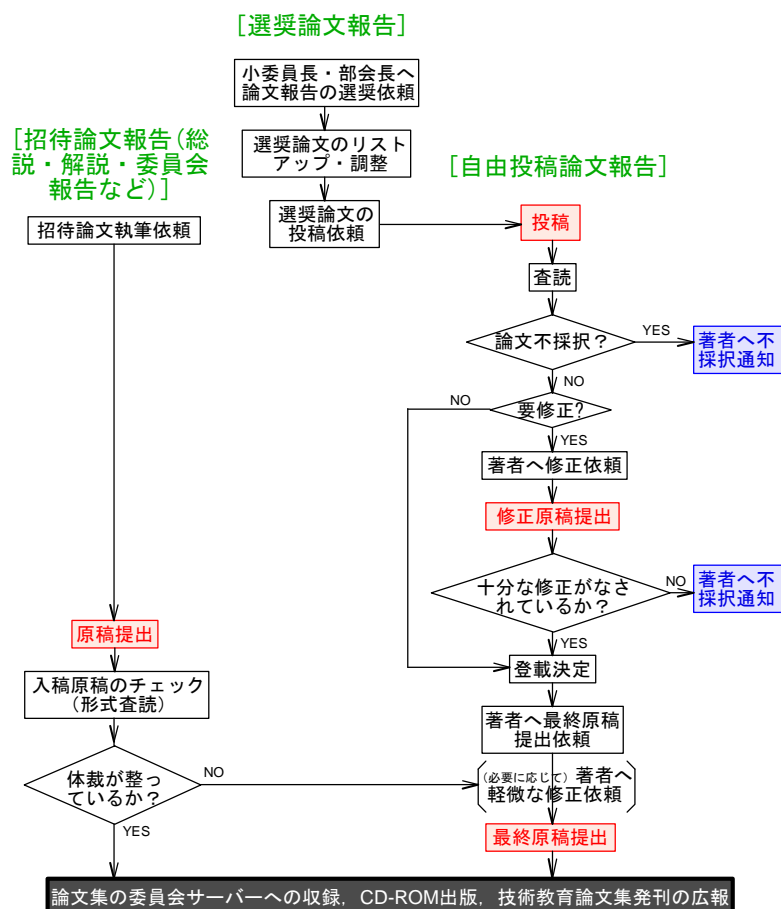 [選奨論文報告]
小委員長・部会長へ
論文報告の選奨依頼
選奨論文のリスト
アップ・調整
選奨論文の
投稿依頼
[招待論文報告(総
説・解説・委員会
報告など)]
招待論文執筆依頼
原稿提出
入稿原稿のチェック
(形式査読)
体裁が整っ
ているか?
NO
YES
[自由投稿論文報告]
投稿
査読
論文不採択?
YES
著者へ不
採択通知
NO
要修正?
NO
YES
著者へ修正依頼
修正原稿提出
十分な修正がなさ
れているか?
NO
著者へ不
採択通知
YES
登載決定
著者へ最終原稿
提出依頼
(必要に応じて) 著者へ
軽微な修正依頼
最終原稿提出
論文集の委員会サーバーへの収録, CD-ROM出版, 技術教育論文集発刊の広報